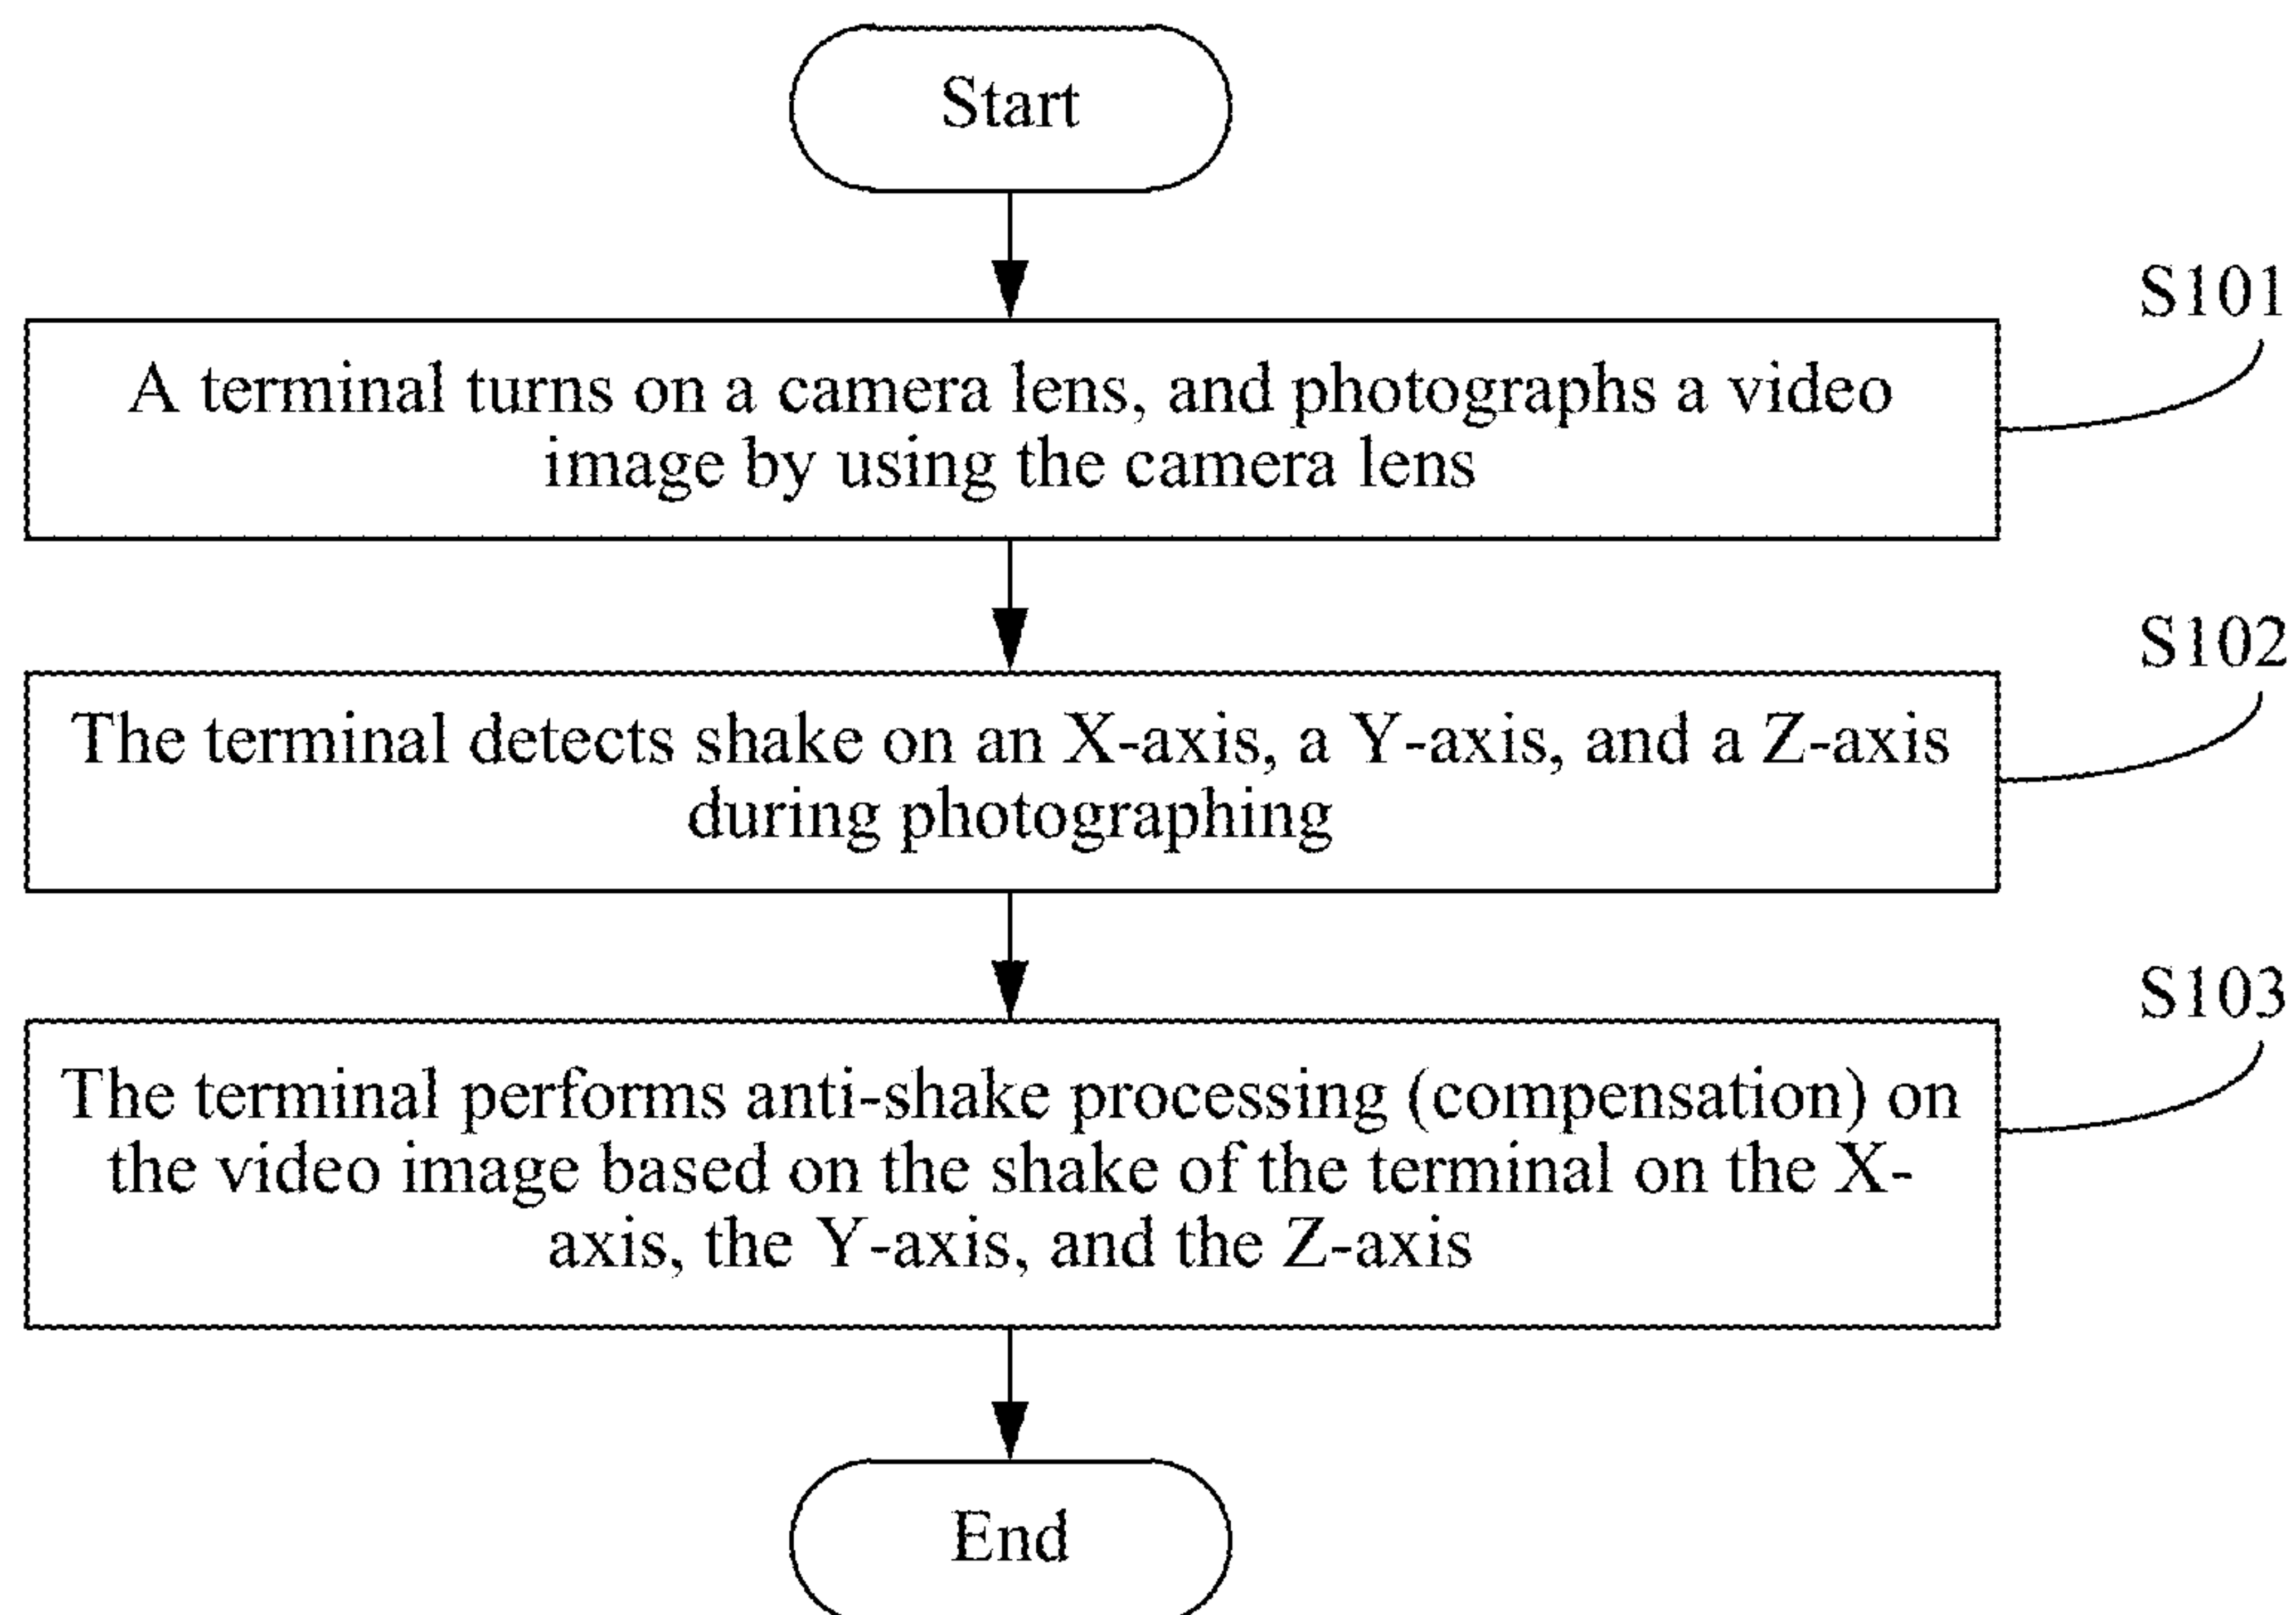 Start
S101
A terminal turns on a camera lens, and photographs a video
image by using the camera lens
S102
The terminal detects shake on an X-axis, a Y-axis, and a Z-axis
during photographing
S103
The terminal performs anti-shake processing (compensation) on
the video image based on the shake of the terminal on the X-
axis, the Y-axis, and the Z-axis
End